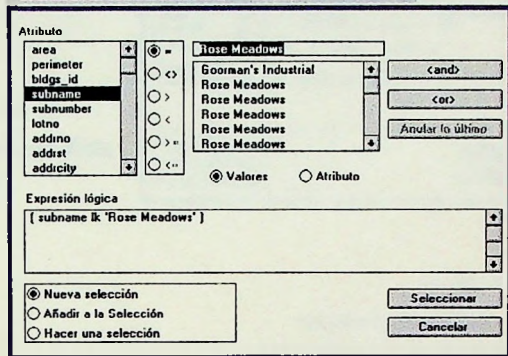 Atributo
area
perimeter
bldgs_id
subname
subnumber
lotno
addrno
addrst
addrcity
=
<>
>
<
>=
<=
Rose Meadows
Goorman's Industrial
Rose Meadows
Rose Meadows
Rose Meadows
Rose Meadows
Rose Meadows
<and>
<or>
Anular lo último
Valores
Atributo
Expresión lógica
( subname lk 'Rose Meadows' )
Nueva selección
Añadir a la Selección
Hacer una selección
Seleccionar
Cancelar